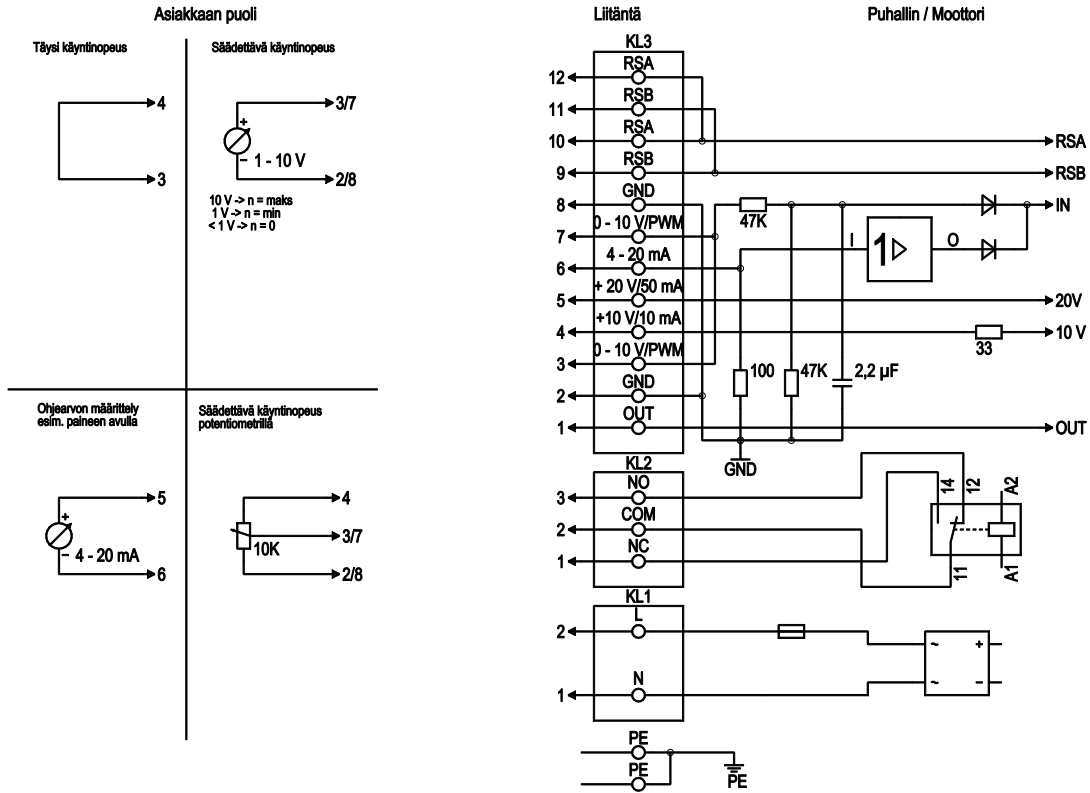 Asiakkaan puoli
Täysi käyntinopeus
4
3
Säädettävä käyntinopeus
3/7
+
- 1 - 10 V
2/8
10 V -> n = maks
1 V -> n = min
< 1 V -> n = 0
Ohjearvon määrittely
esim. paineen avulla
5
+
- 4 - 20 mA
6
Säädettävä käyntinopeus
potentiometrillä
4
3/7
10K
2/8
Liitäntä
Puhallin / Moottori
KL3
12 RSA
11 RSB
10 RSA RSA
9 RSB RSB
8 GND 47K IN
7 0 - 10 V/PWM
I 1 O
6 4 - 20 mA
5 + 20 V/50 mA 20V
4 +10 V/10 mA 33 10 V
3 0 - 10 V/PWM
100 47K 2,2 µF
2 GND
1 OUT OUT
GND
KL2
3 NO
2 COM
1 NC
14 12 A2
11 A1
KL1
2 L
~ +
~ -
1 N
PE
PE
PE